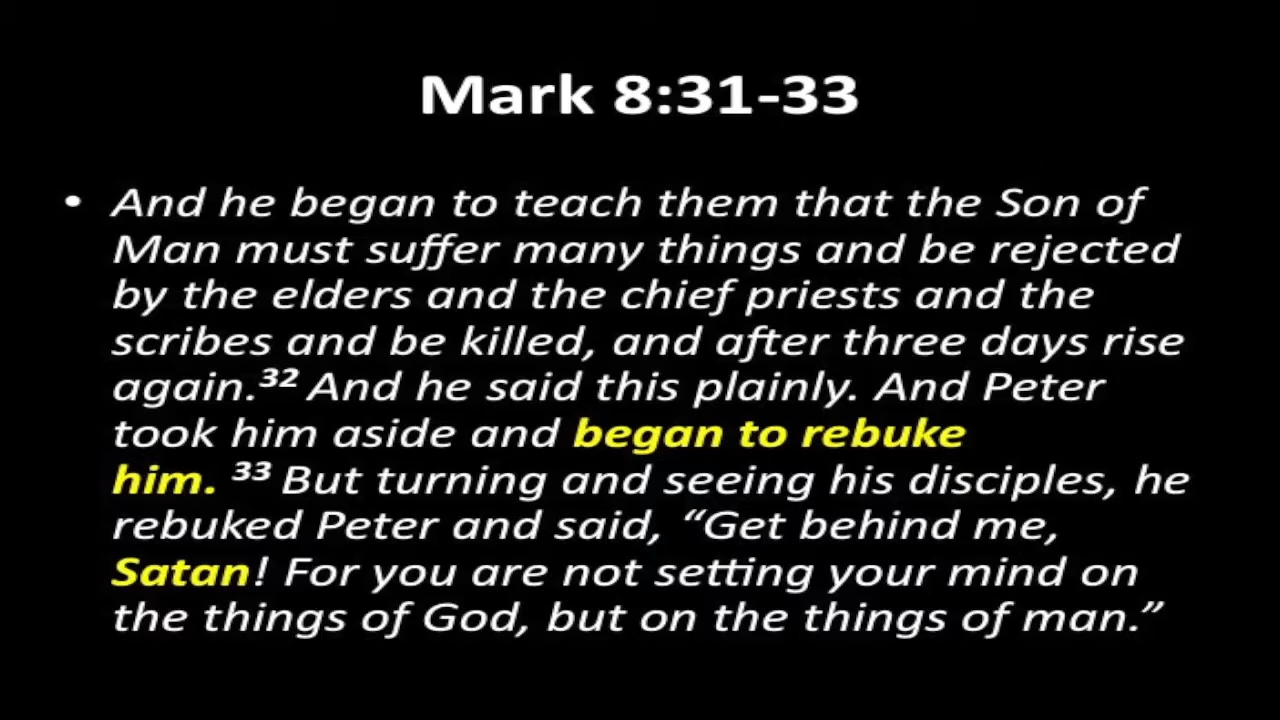 Mark 8:31-33
• And he began to teach them that the Son of
Man must suffer many things and be rejected
by the elders and the chief priests and the
scribes and be killed, and after three days rise
again.³² And he said this plainly. And Peter
took him aside and began to rebuke
him. ³³ But turning and seeing his disciples, he
rebuked Peter and said, “Get behind me,
Satan! For you are not setting your mind on
the things of God, but on the things of man.”